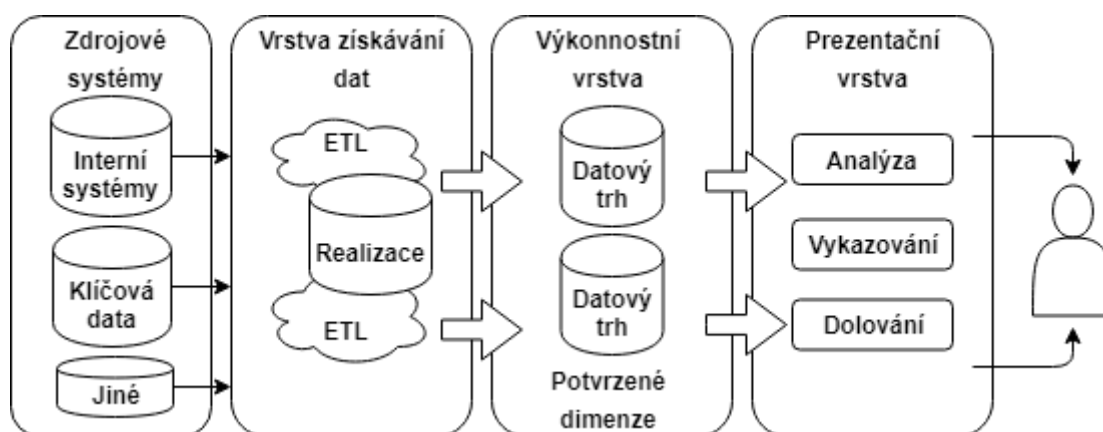 Zdrojové
systémy
Interní
systémy
Klíčová
data
Jiné
Vrstva získávání
dat
ETL
Realizace
ETL
Výkonnostní
vrstva
Datový
trh
Datový
trh
Potvrzené
dimenze
Prezentační
vrstva
Analýza
Vykazování
Dolování